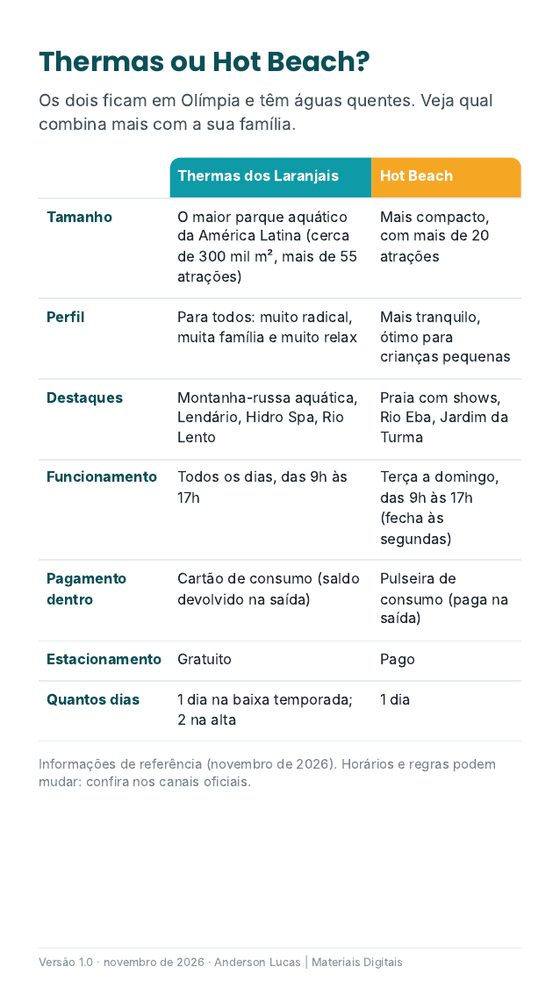 Thermas ou Hot Beach?
Os dois ficam em Olímpia e têm águas quentes. Veja qual
combina mais com a sua família.
Thermas dos Laranjais
Hot Beach
Tamanho
O maior parque aquático
da América Latina (cerca
de 300 mil m², mais de 55
atrações)
Mais compacto,
com mais de 20
atrações
Perfil
Para todos: muito radical,
muita família e muito relax
Mais tranquilo,
ótimo para
crianças pequenas
Destaques
Montanha-russa aquática,
Lendário, Hidro Spa, Rio
Lento
Praia com shows,
Rio Eba, Jardim da
Turma
Funcionamento
Todos os dias, das 9h às
17h
Terça a domingo,
das 9h às 17h
(fecha às
segundas)
Pagamento
dentro
Cartão de consumo (saldo
devolvido na saída)
Pulseira de
consumo (paga na
saída)
Estacionamento
Gratuito
Pago
Quantos dias
1 dia na baixa temporada;
2 na alta
1 dia
Informações de referência (novembro de 2026). Horários e regras podem
mudar: confira nos canais oficiais.
Versão 1.0 · novembro de 2026 · Anderson Lucas | Materiais Digitais